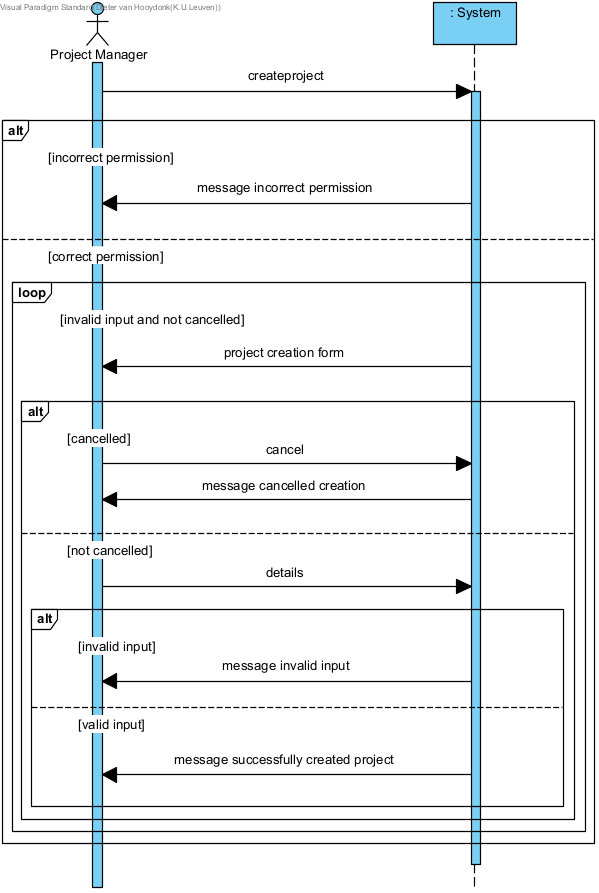 Visual Paradigm Standard Dieter van Hooydonk(K.U.Leuven))
: System
Project Manager
createproject
alt
[incorrect permission]
message incorrect permission
[correct permission]
loop
[invalid input and not cancelled]
project creation form
alt
[cancelled]
cancel
message cancelled creation
[not cancelled]
details
alt
[invalid input]
message invalid input
[valid input]
message successfully created project